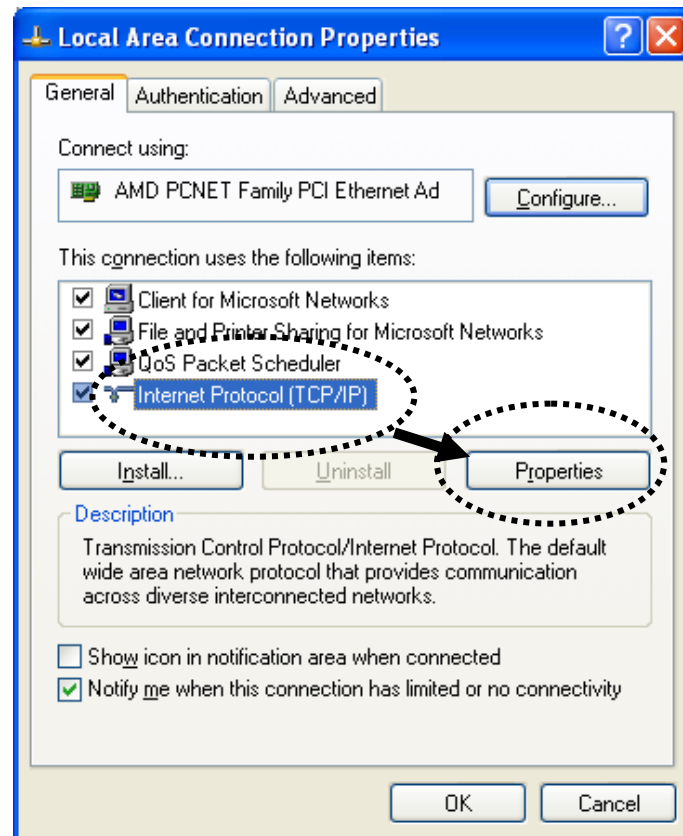 Local Area Connection Properties
General Authentication Advanced
Connect using:
AMD PCNET Family PCI Ethernet Ad Configure...
This connection uses the following items:
Client for Microsoft Networks
File and Printer Sharing for Microsoft Networks
QoS Packet Scheduler
Internet Protocol (TCP/IP)
Install... Uninstall Properties
Description
Transmission Control Protocol/Internet Protocol. The default
wide area network protocol that provides communication
across diverse interconnected networks.
Show icon in notification area when connected
Notify me when this connection has limited or no connectivity
OK Cancel